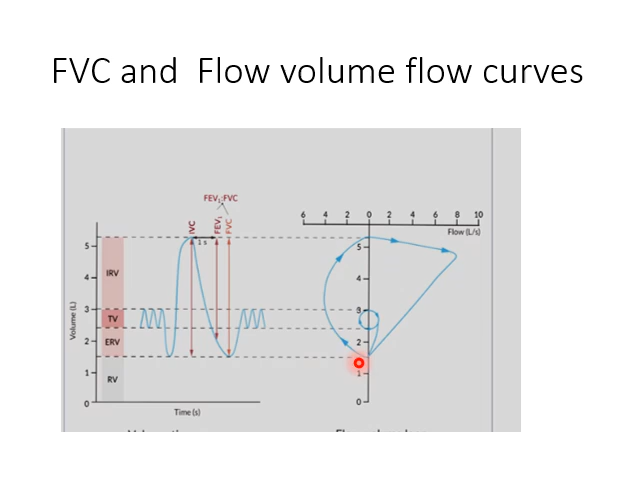 FVC and  Flow volume flow curves
FEV₁:FVC
IVC
FEV₁
FVC
1 s
6 4 2 0 2 4 6 8 10
Flow (L/s)
Volume (L)
5
4
3
2
1
0
IRV
TV
ERV
RV
Time (s)
5
4
3
2
1
0